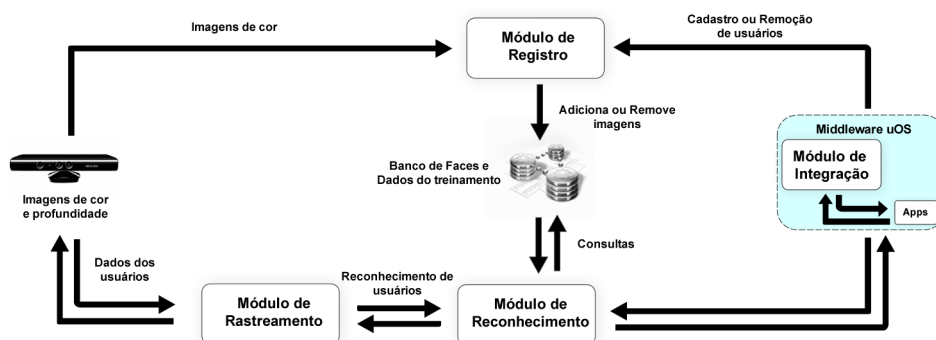 Imagens de cor
Módulo de
Registro
Cadastro ou Remoção
de usuários
Adiciona ou Remove
imagens
Middleware uOS
Módulo de
Integração
Apps
Banco de Faces e
Dados do treinamento
Imagens de cor
e profundidade
Consultas
Dados dos
usuários
Reconhecimento de
usuários
Módulo de
Rastreamento
Módulo de
Reconhecimento